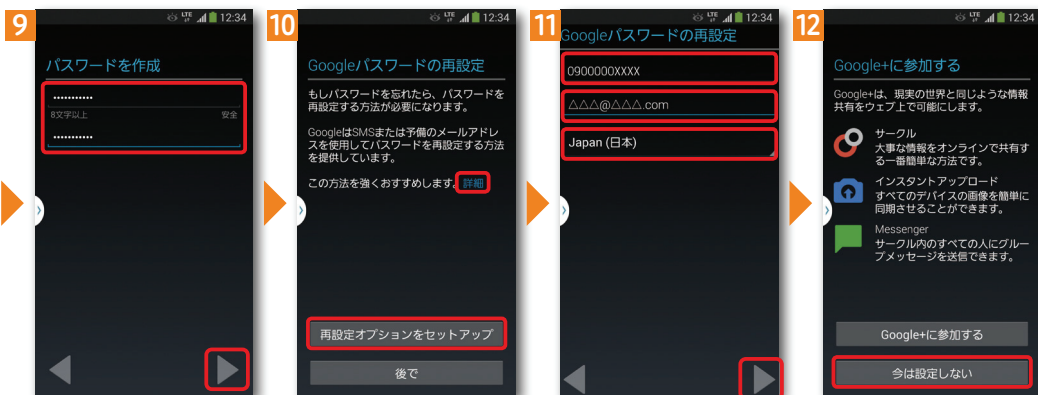 9
LTE 12:34
パスワードを作成
...........
8文字以上 安全
...........
10
LTE 12:34
Googleパスワードの再設定
もしパスワードを忘れたら、パスワードを
再設定する方法が必要になります。
GoogleはSMSまたは予備のメールアドレ
スを使用してパスワードを再設定する方法
を提供しています。
この方法を強くおすすめします。詳細
再設定オプションをセットアップ
後で
11
LTE 12:34
Googleパスワードの再設定
0900000XXXX
△△△@△△△.com
Japan (日本)
12
LTE 12:34
Google+に参加する
Google+は、現実の世界と同じような情報
共有をウェブ上で可能にします。
サークル
大事な情報をオンラインで共有す
る一番簡単な方法です。
インスタントアップロード
すべてのデバイスの画像を簡単に
同期させることができます。
Messenger
サークル内のすべての人にグルー
プメッセージを送信できます。
Google+に参加する
今は設定しない